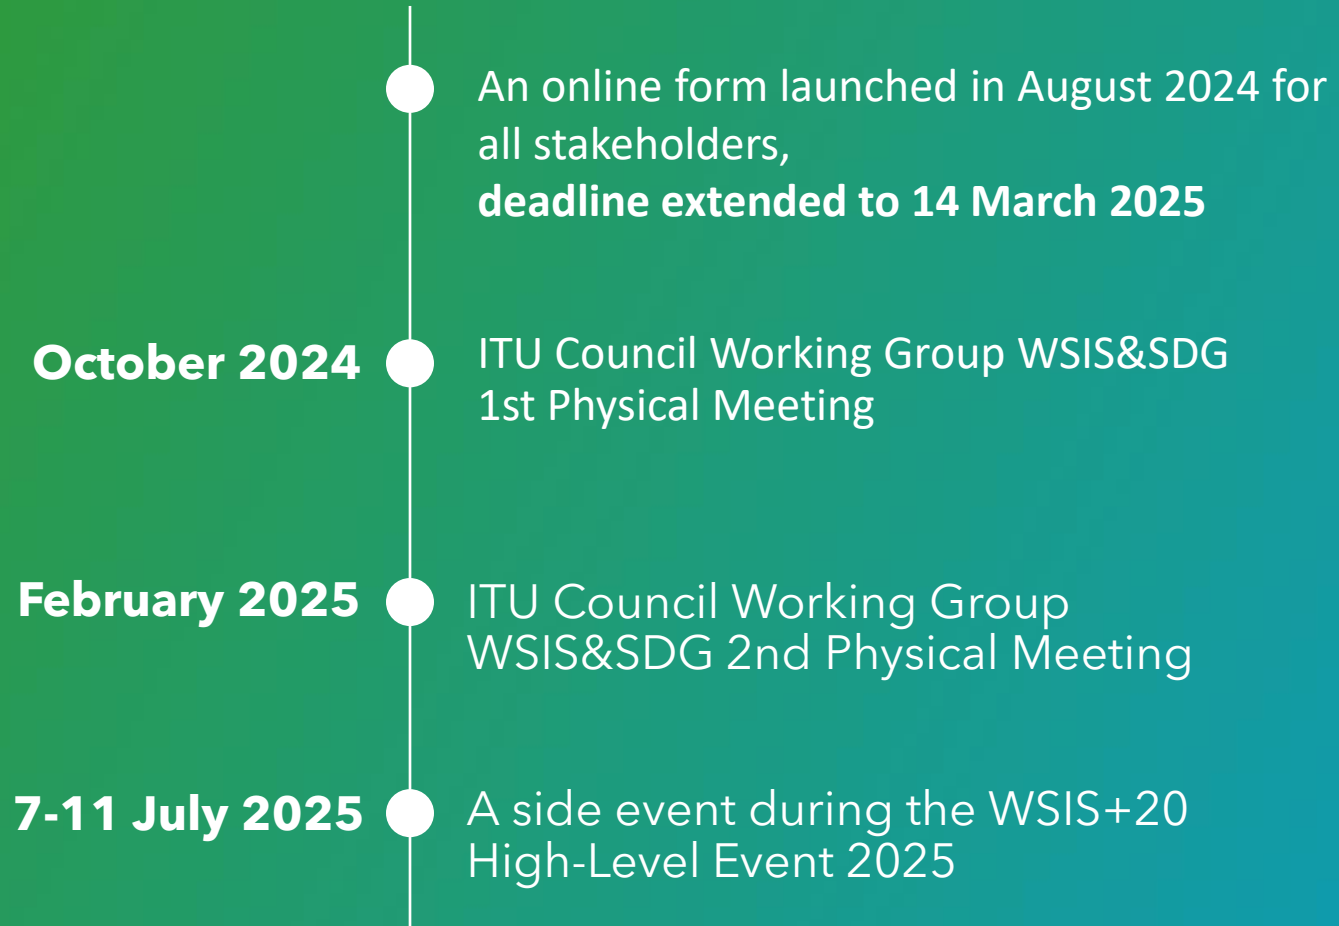 An online form launched in August 2024 for
all stakeholders,
deadline extended to 14 March 2025
October 2024
ITU Council Working Group WSIS&SDG
1st Physical Meeting
February 2025
ITU Council Working Group
WSIS&SDG 2nd Physical Meeting
7-11 July 2025
A side event during the WSIS+20
High-Level Event 2025